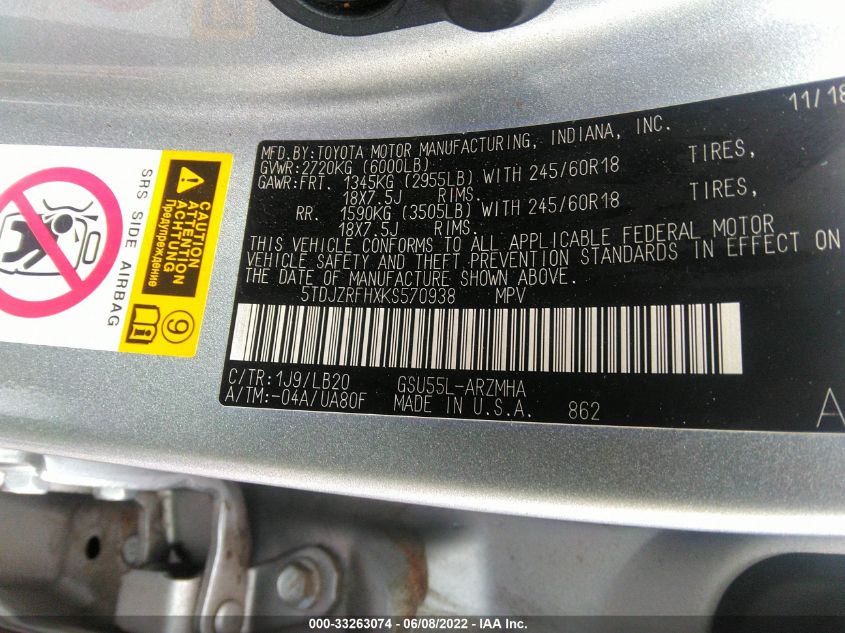 11/18
MFD.BY:TOYOTA MOTOR MANUFACTURING, INDIANA, INC.
GVWR:2720KG (6000LB)
GAWR:FRT. 1345KG (2955LB) WITH 245/60R18 TIRES,
18X7.5J RIMS.
RR. 1590KG (3505LB) WITH 245/60R18 TIRES,
18X7.5J RIMS.
THIS VEHICLE CONFORMS TO ALL APPLICABLE FEDERAL MOTOR
VEHICLE SAFETY AND THEFT PREVENTION STANDARDS IN EFFECT ON
THE DATE OF MANUFACTURE SHOWN ABOVE.
5TDJZRFHXKS570938 MPV
C/TR:1J9/LB20 GSU55L-ARZMHA
A/TM:-04A/UA80F MADE IN U.S.A. 862
A
SRS SIDE AIRBAG
CAUTION
ATTENTION
ACHTUNG
Предупреждение
9
i
000-33263074 - 06/08/2022 - IAA Inc.